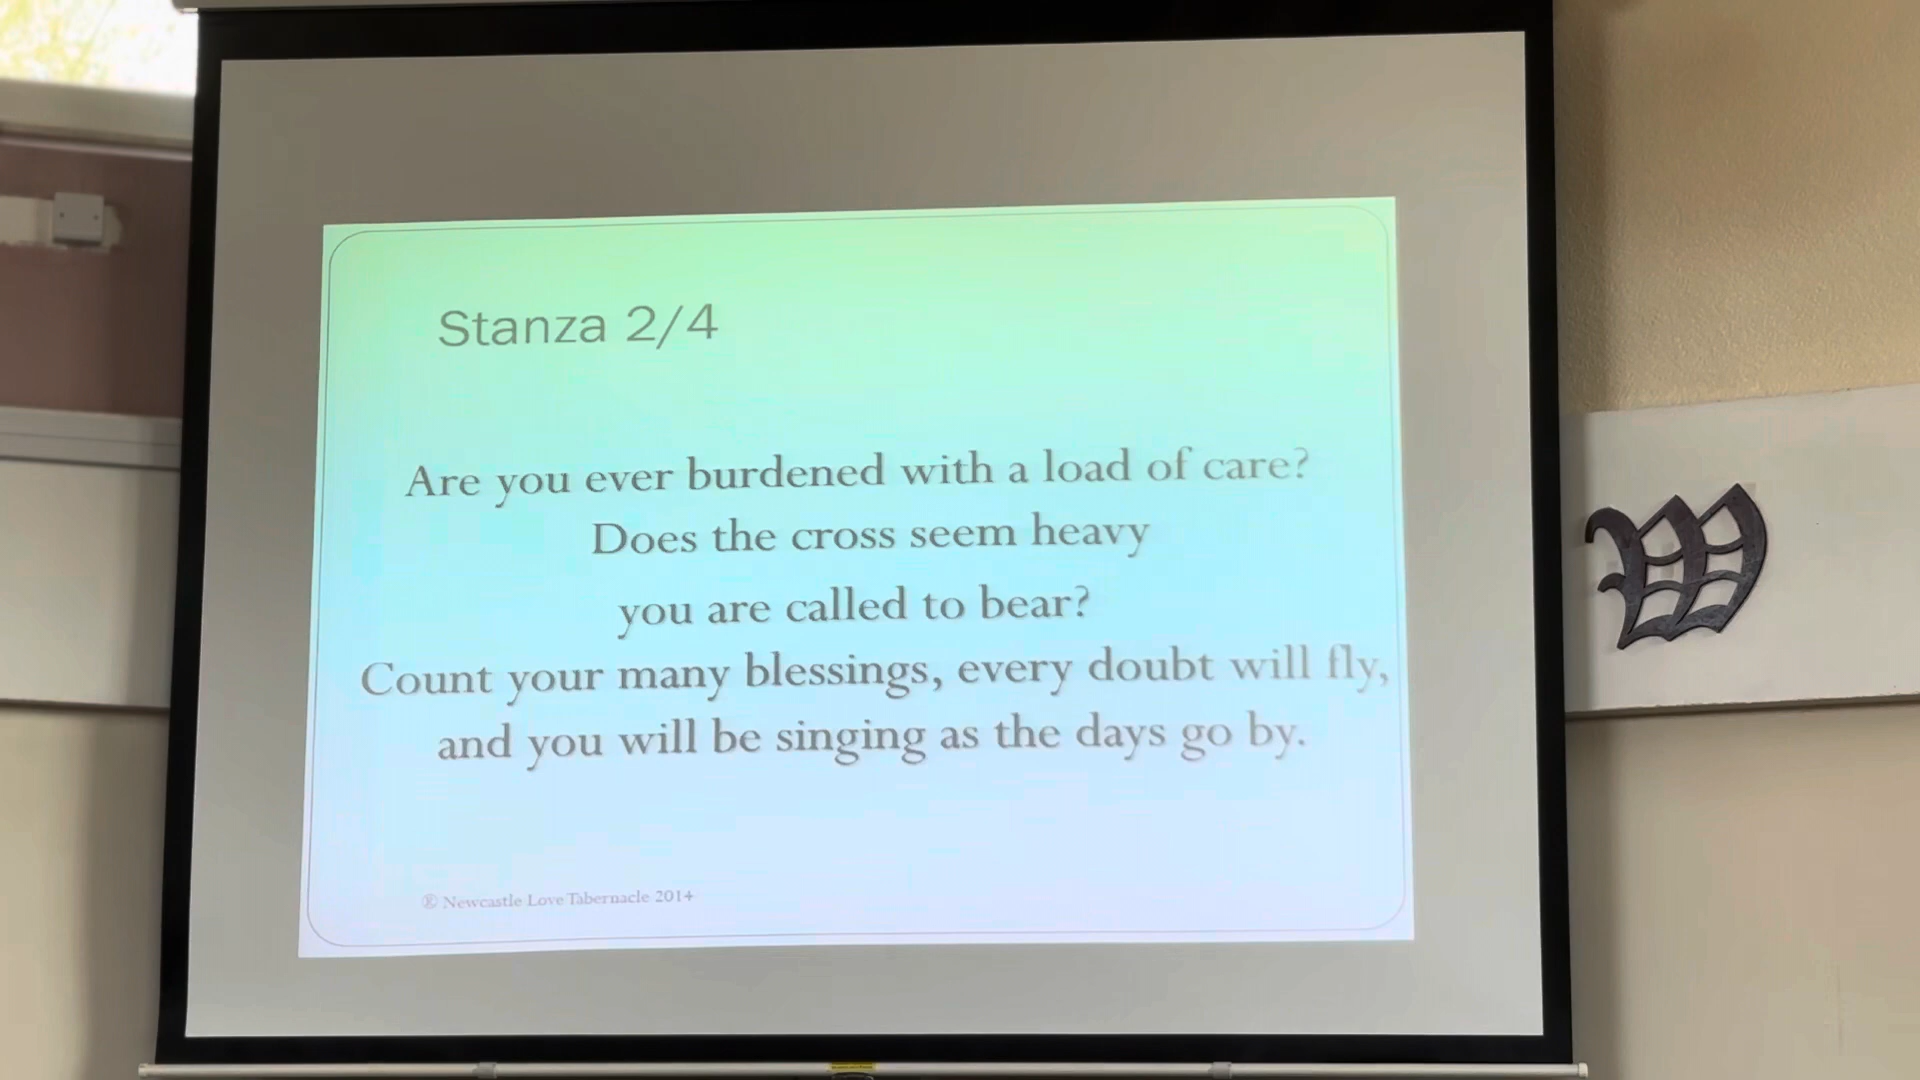 Stanza 2/4
Are you ever burdened with a load of care?
Does the cross seem heavy
you are called to bear?
Count your many blessings, every doubt will fly,
and you will be singing as the days go by.
® Newcastle Love Tabernacle 2014
W